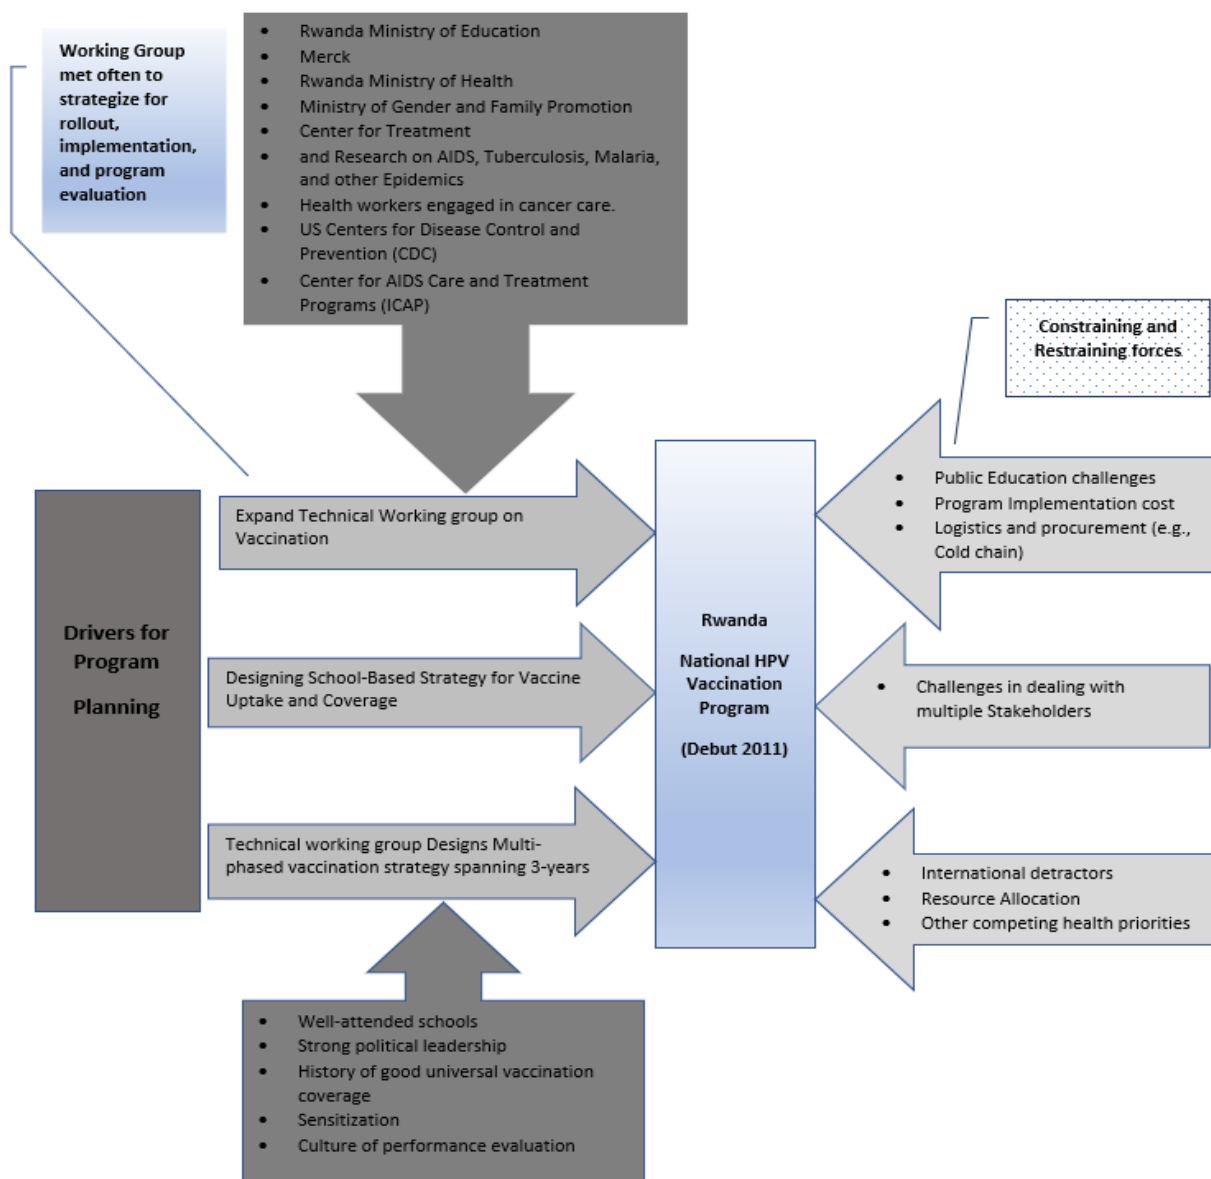 Working Group
met often to
strategize for
rollout,
implementation,
and program
evaluation
• Rwanda Ministry of Education
• Merck
• Rwanda Ministry of Health
• Ministry of Gender and Family Promotion
• Center for Treatment
• and Research on AIDS, Tuberculosis, Malaria,
and other Epidemics
• Health workers engaged in cancer care.
• US Centers for Disease Control and
Prevention (CDC)
• Center for AIDS Care and Treatment
Programs (ICAP)
Constraining and
Restraining forces
Drivers for
Program
Planning
Expand Technical Working group on
Vaccination
Designing School-Based Strategy for Vaccine
Uptake and Coverage
Technical working group Designs Multi-
phased vaccination strategy spanning 3-years
Rwanda
National HPV
Vaccination
Program
(Debut 2011)
• Public Education challenges
• Program Implementation cost
• Logistics and procurement (e.g.,
Cold chain)
• Challenges in dealing with
multiple Stakeholders
• International detractors
• Resource Allocation
• Other competing health priorities
• Well-attended schools
• Strong political leadership
• History of good universal vaccination
coverage
• Sensitization
• Culture of performance evaluation